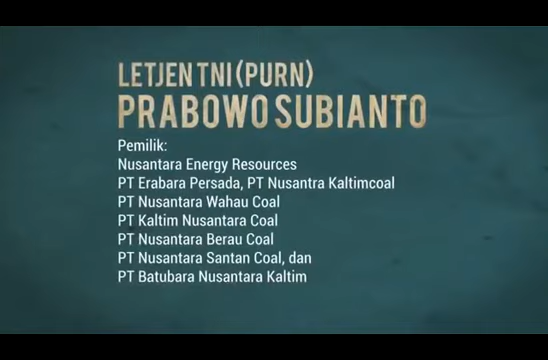 LETJEN TNI (PURN)
PRABOWO SUBIANTO
Pemilik:
Nusantara Energy Resources
PT Erabara Persada, PT Nusantra Kaltimcoal
PT Nusantara Wahau Coal
PT Kaltim Nusantara Coal
PT Nusantara Berau Coal
PT Nusantara Santan Coal, dan
PT Batubara Nusantara Kaltim